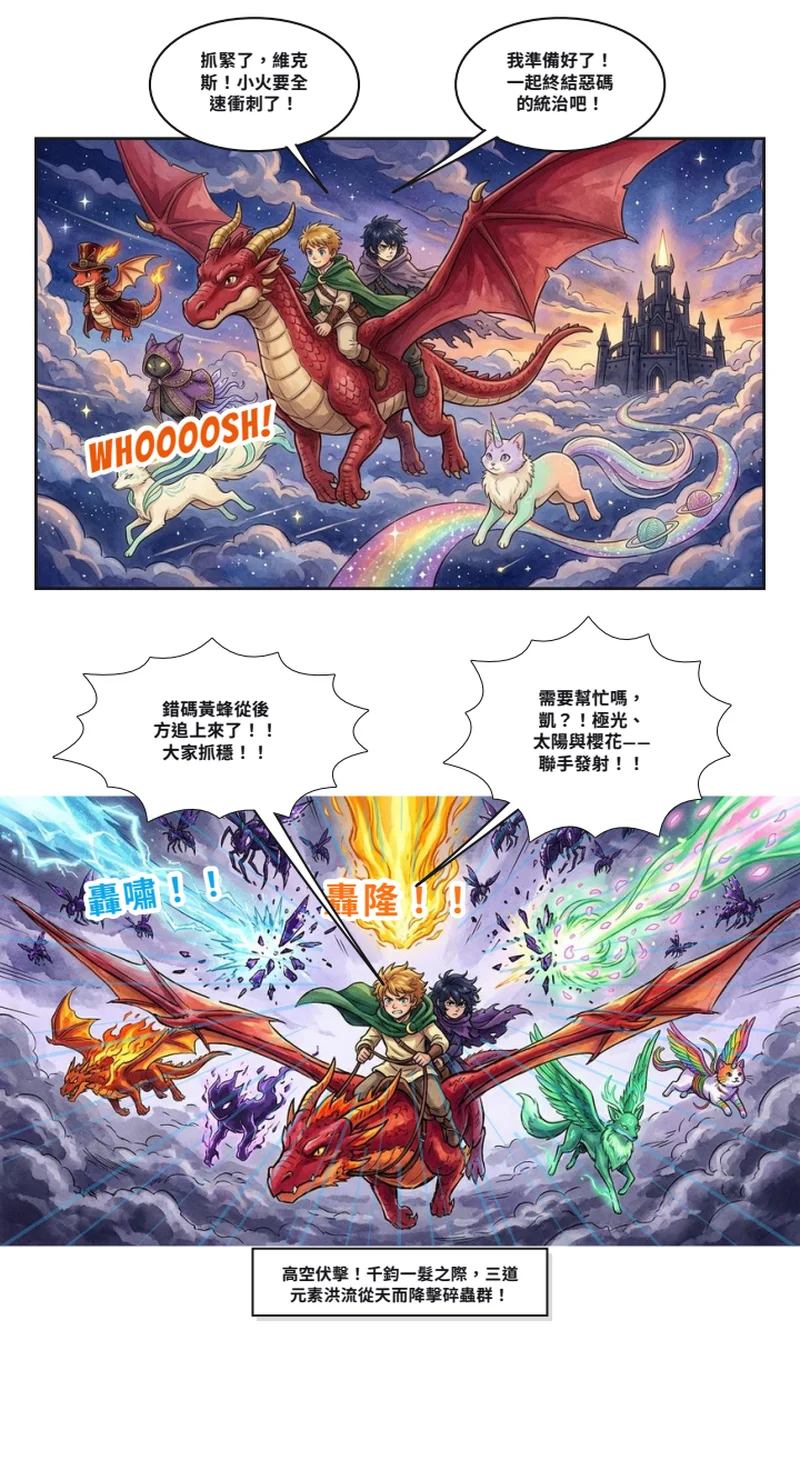 抓緊了，維克
斯！小火要全
速衝刺了！
我準備好了！
一起終結惡碼
的統治吧！
WHOOOOSH!
錯碼黃蜂從後
方追上來了！！
大家抓穩！！
需要幫忙嗎，
凱？！極光、
太陽與櫻花——
聯手發射！！
轟嘯！！
轟隆！！
高空伏擊！千鈞一髮之際，三道
元素洪流從天而降擊碎蟲群！